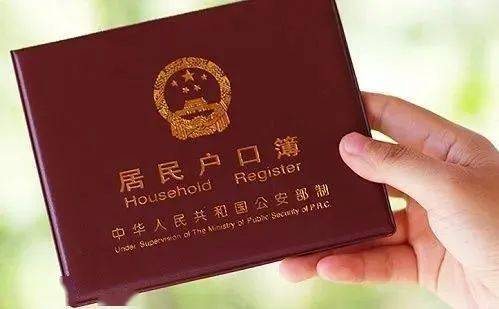 居民户口簿
Household Register
中华人民共和国公安部制
Under Supervision of The Ministry of Public Security of P.R.C.